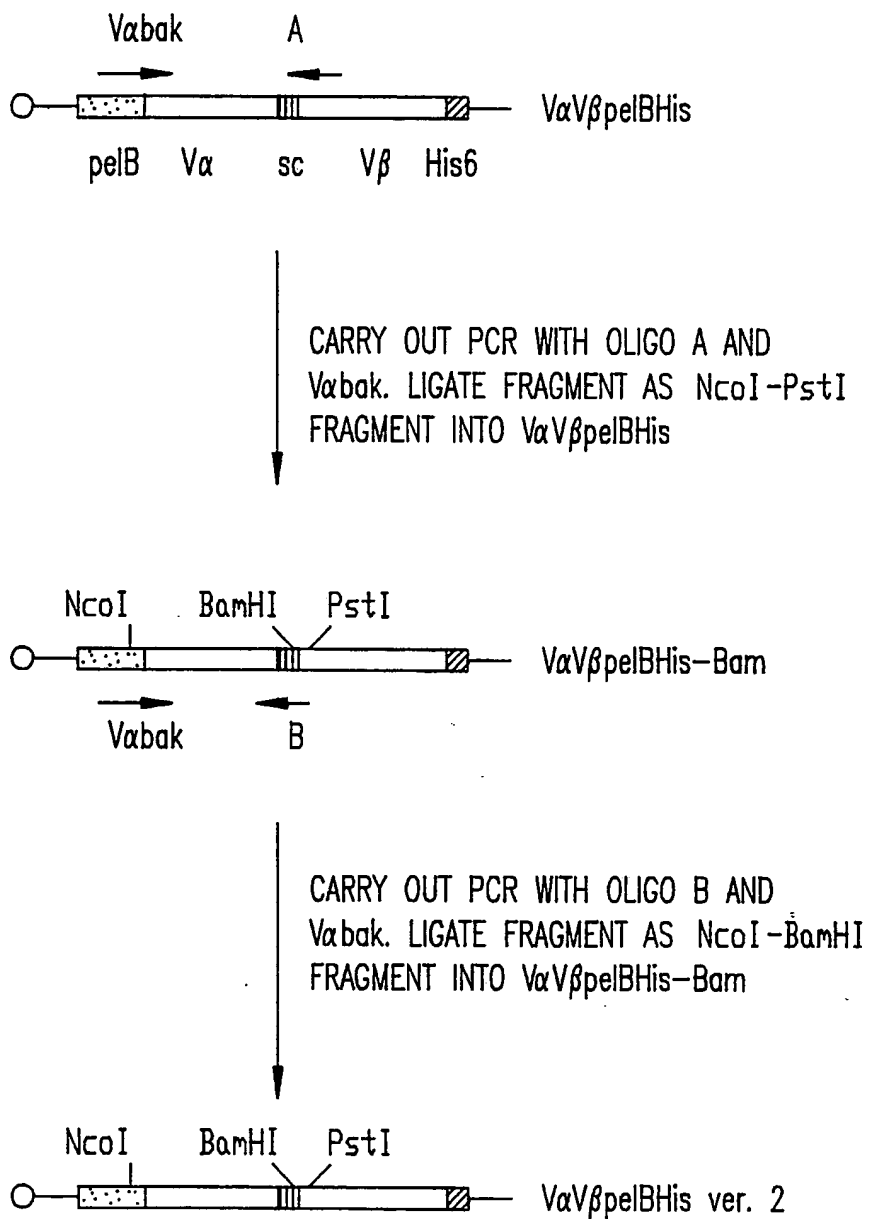 Vαbak A
VαVβpelBHis
pelB Vα sc Vβ His6
CARRY OUT PCR WITH OLIGO A AND
Vαbak. LIGATE FRAGMENT AS NcoI-PstI
FRAGMENT INTO VαVβpelBHis
NcoI BamHI PstI
VαVβpelBHis-Bam
Vαbak B
CARRY OUT PCR WITH OLIGO B AND
Vαbak. LIGATE FRAGMENT AS NcoI-BamHI
FRAGMENT INTO VαVβpelBHis-Bam
NcoI BamHI PstI
VαVβpelBHis ver. 2